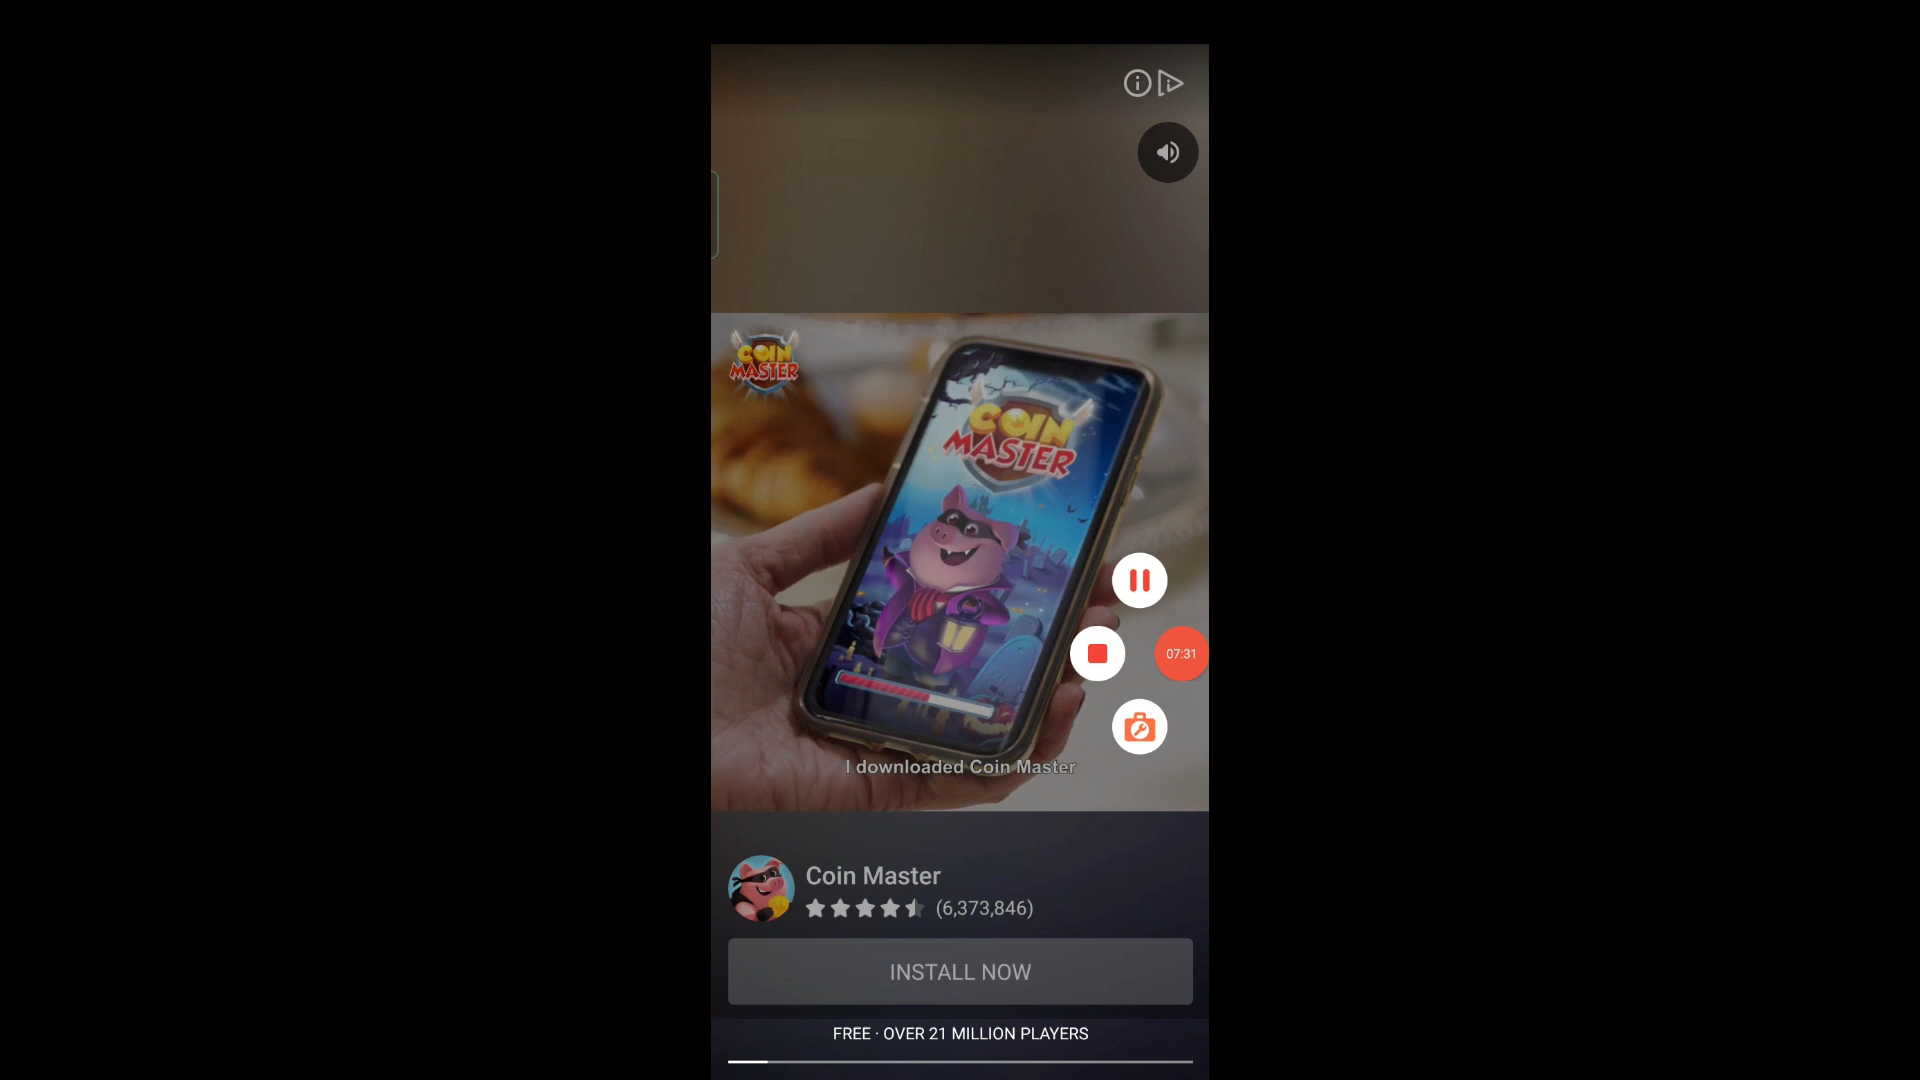 COIN
MASTER
COIN
MASTER
07:31
I downloaded Coin Master
Coin Master
(6,373,846)
INSTALL NOW
FREE · OVER 21 MILLION PLAYERS